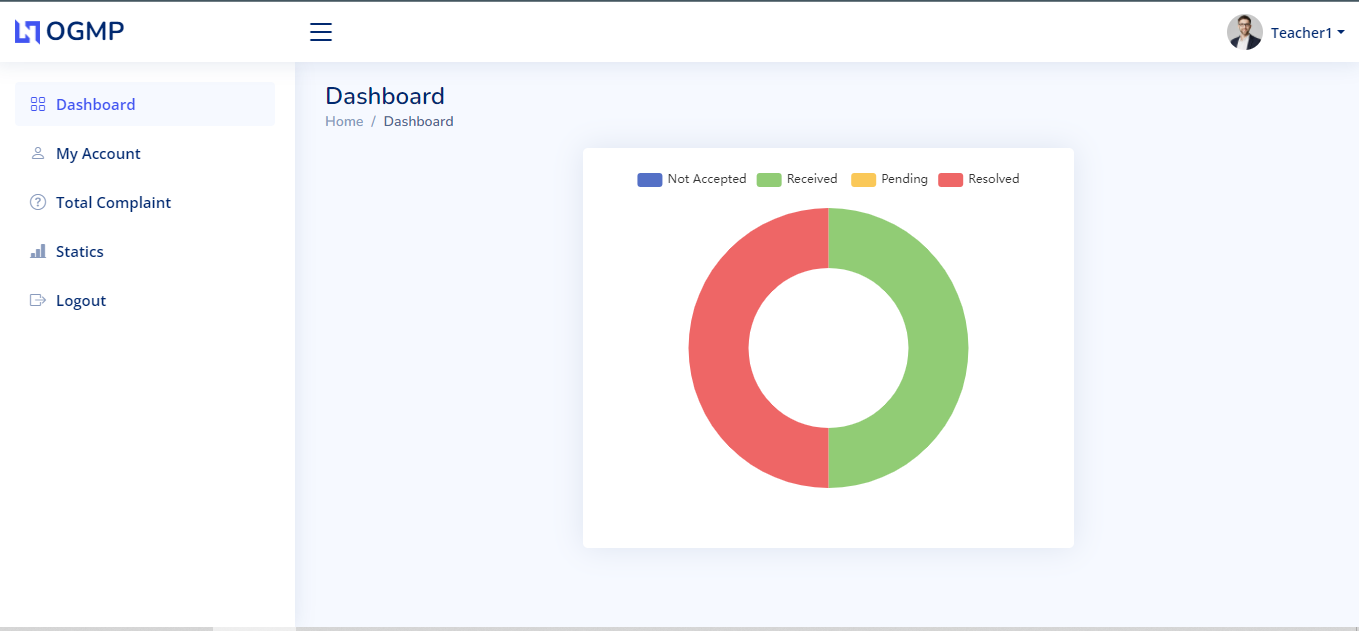 OGMP
Teacher1
Dashboard
My Account
Total Complaint
Statics
Logout
Dashboard
Home / Dashboard
Not Accepted Received Pending Resolved